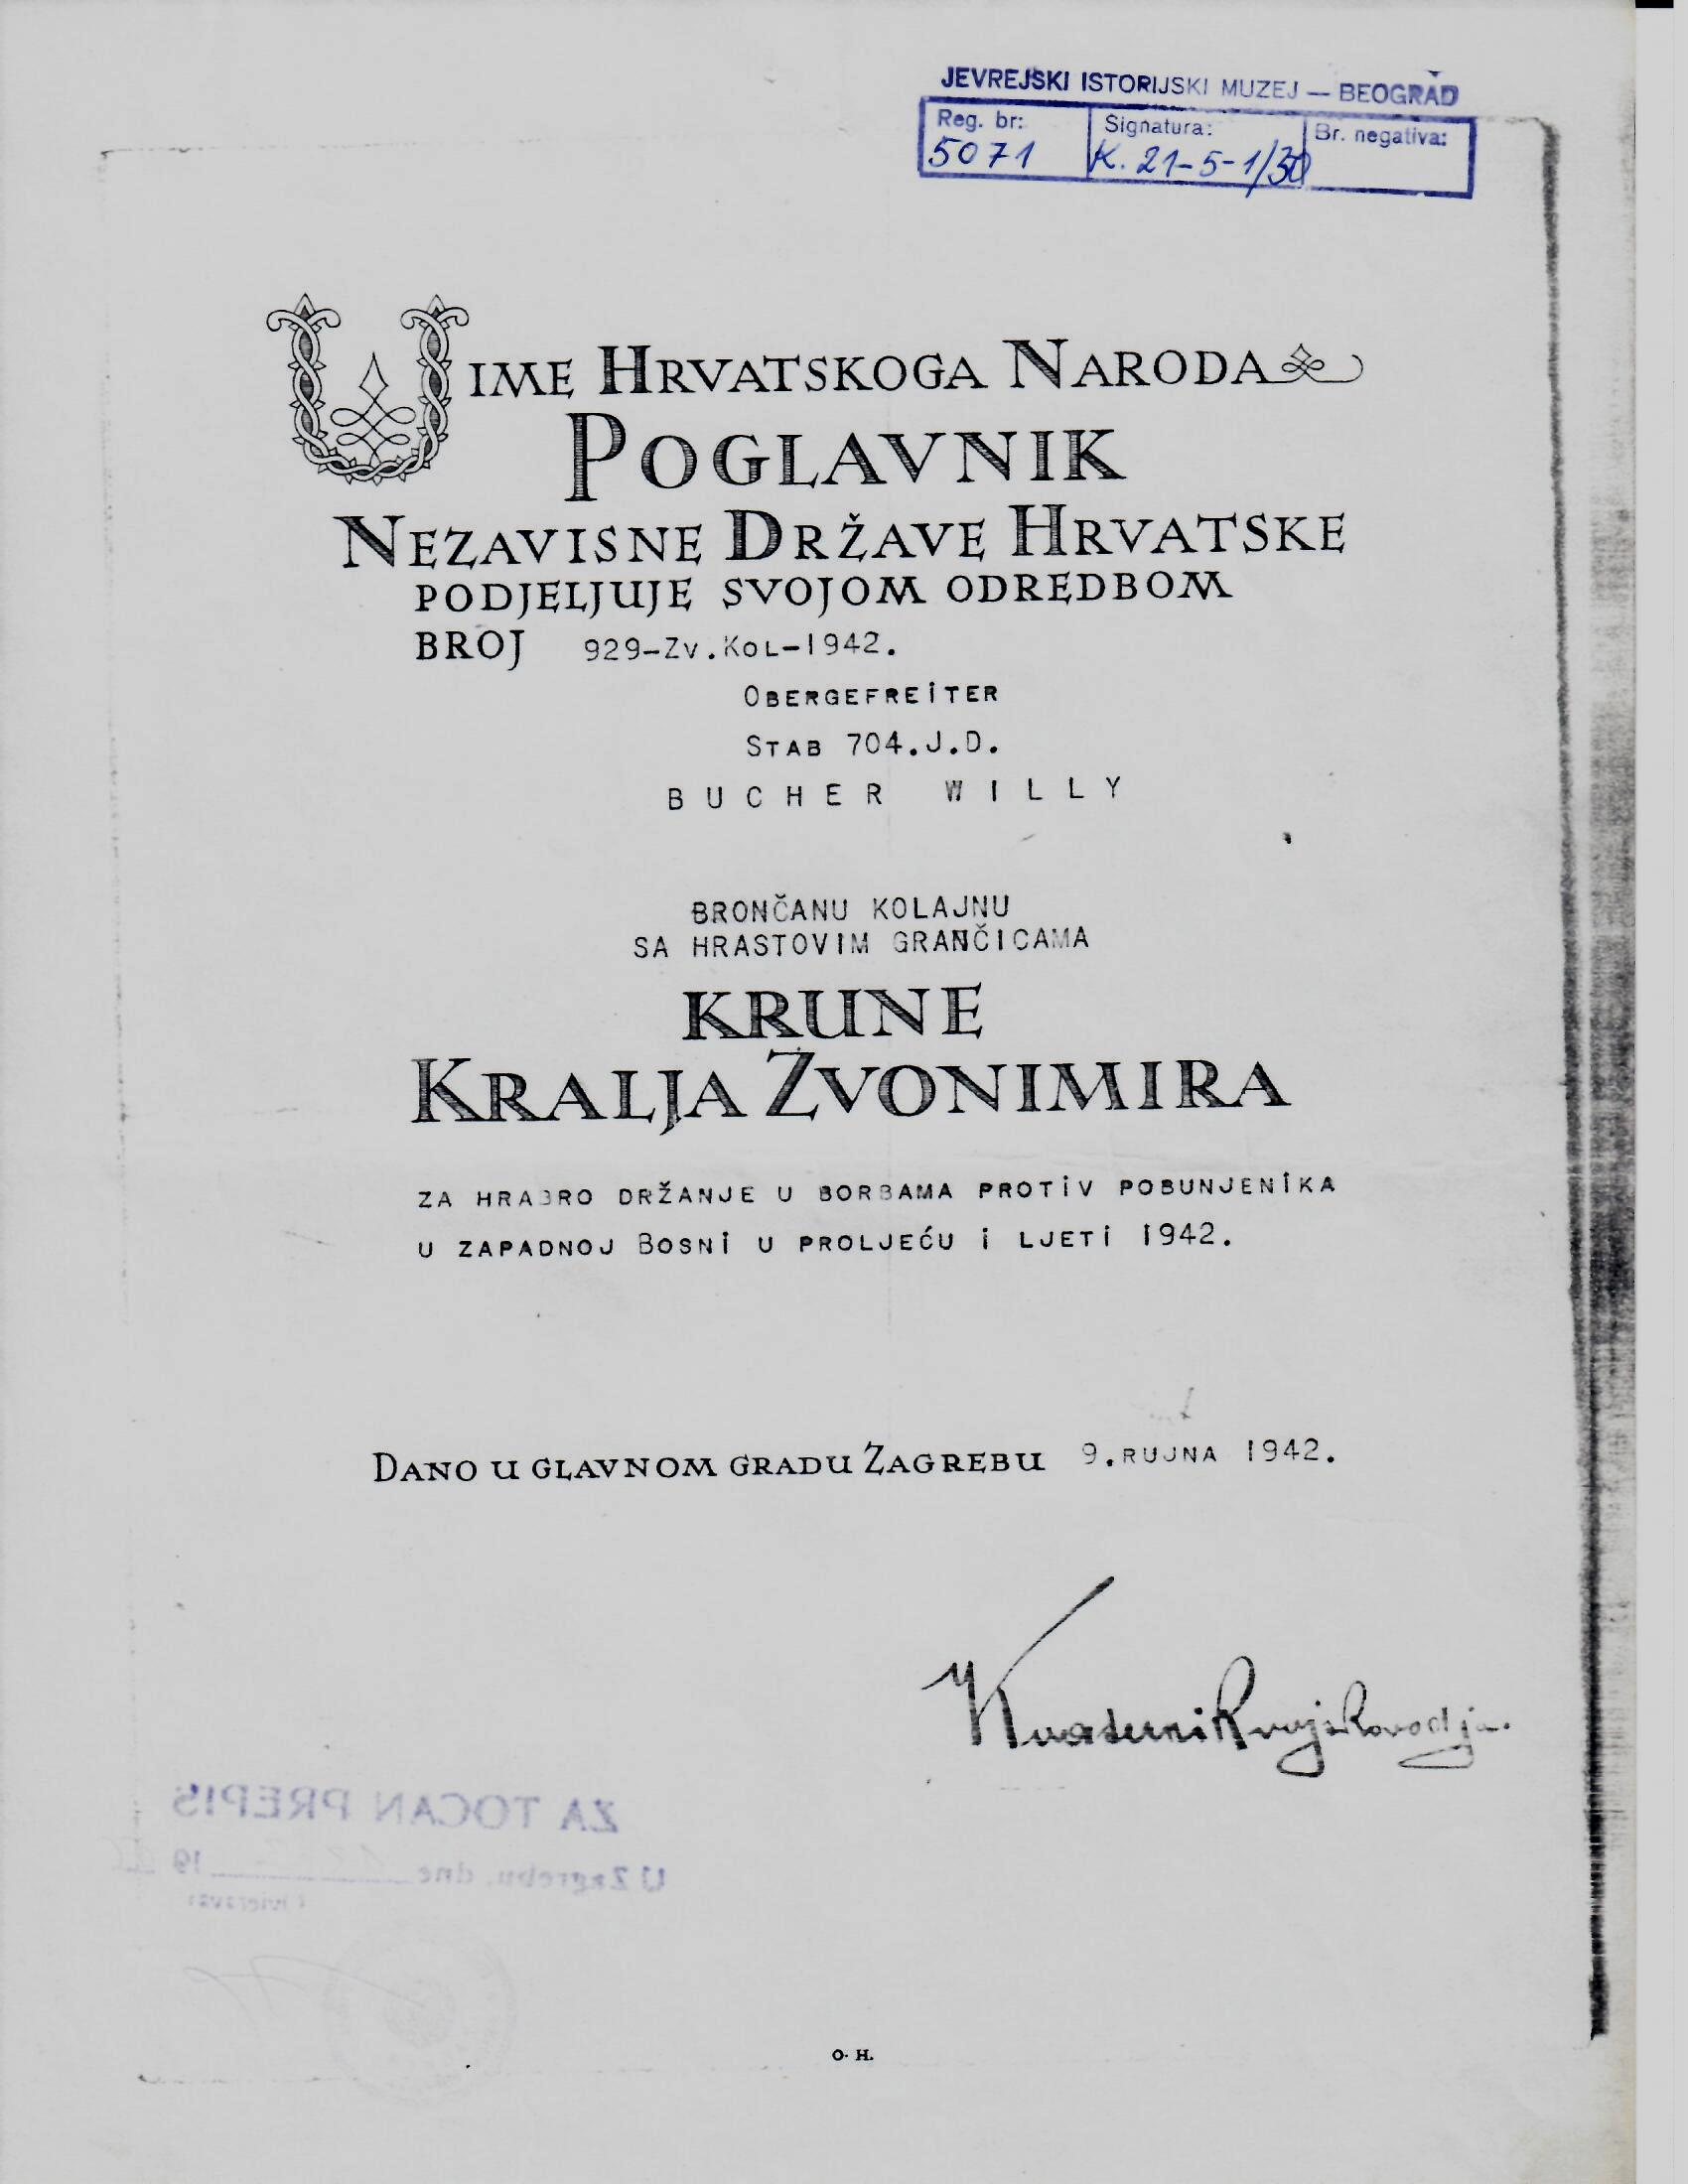 JEVREJSKI ISTORIJSKI MUZEJ — BEOGRAD
Reg. br: Signatura: Br. negativa:
5071 K. 21-5-1/30
U IME HRVATSKOGA NARODA
POGLAVNIK
NEZAVISNE DRŽAVE HRVATSKE
PODJELJUJE SVOJOM ODREDBOM
BROJ 929-Zv.Kol-1942.
OBERGEFREITER
STAB 704.J.D.
BUCHER WILLY
BRONČANU KOLAJNU
SA HRASTOVIM GRANČICAMA
KRUNE
KRALJA ZVONIMIRA
ZA HRABRO DRŽANJE U BORBAMA PROTIV POBUNJENIKA
U ZAPADNOJ BOSNI U PROLJEĆU I LJETI 1942.
DANO U GLAVNOM GRADU ZAGREBU 9.RUJNA 1942.
Kvaternik vojskovodja.
ZA TOČAN PREPIS
U Zagrebu, dne 19
O. H.